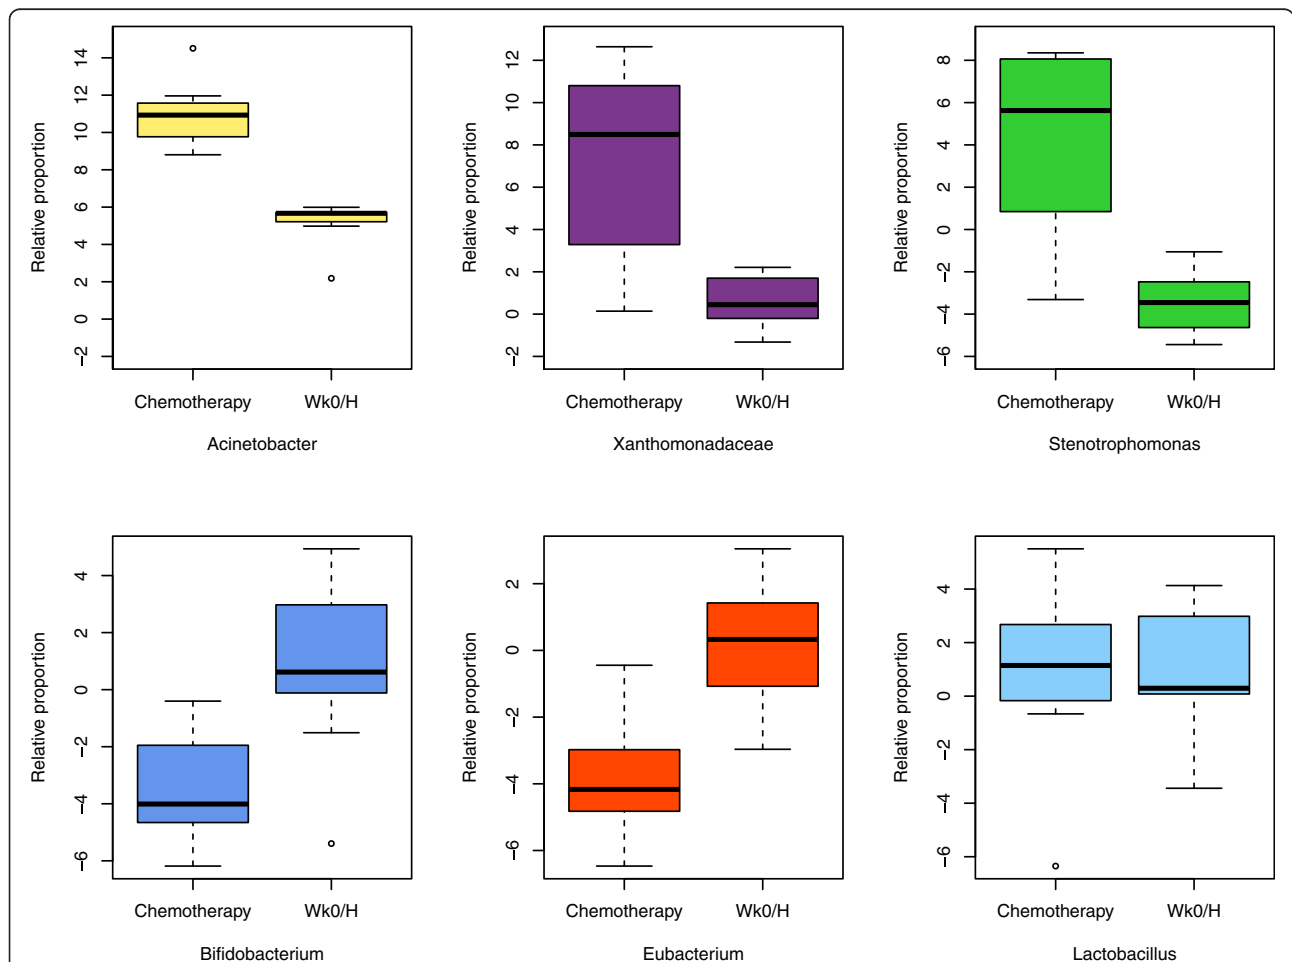 Relative proportion
14
12
10
8
6
4
2
0
−2
Chemotherapy Wk0/H
Acinetobacter
Relative proportion
12
10
8
6
4
2
0
−2
Chemotherapy Wk0/H
Xanthomonadaceae
Relative proportion
8
6
4
2
0
−2
−4
−6
Chemotherapy Wk0/H
Stenotrophomonas
Relative proportion
4
2
0
−2
−4
−6
Chemotherapy Wk0/H
Bifidobacterium
Relative proportion
2
0
−2
−4
−6
Chemotherapy Wk0/H
Eubacterium
Relative proportion
4
2
0
−2
−4
−6
Chemotherapy Wk0/H
Lactobacillus